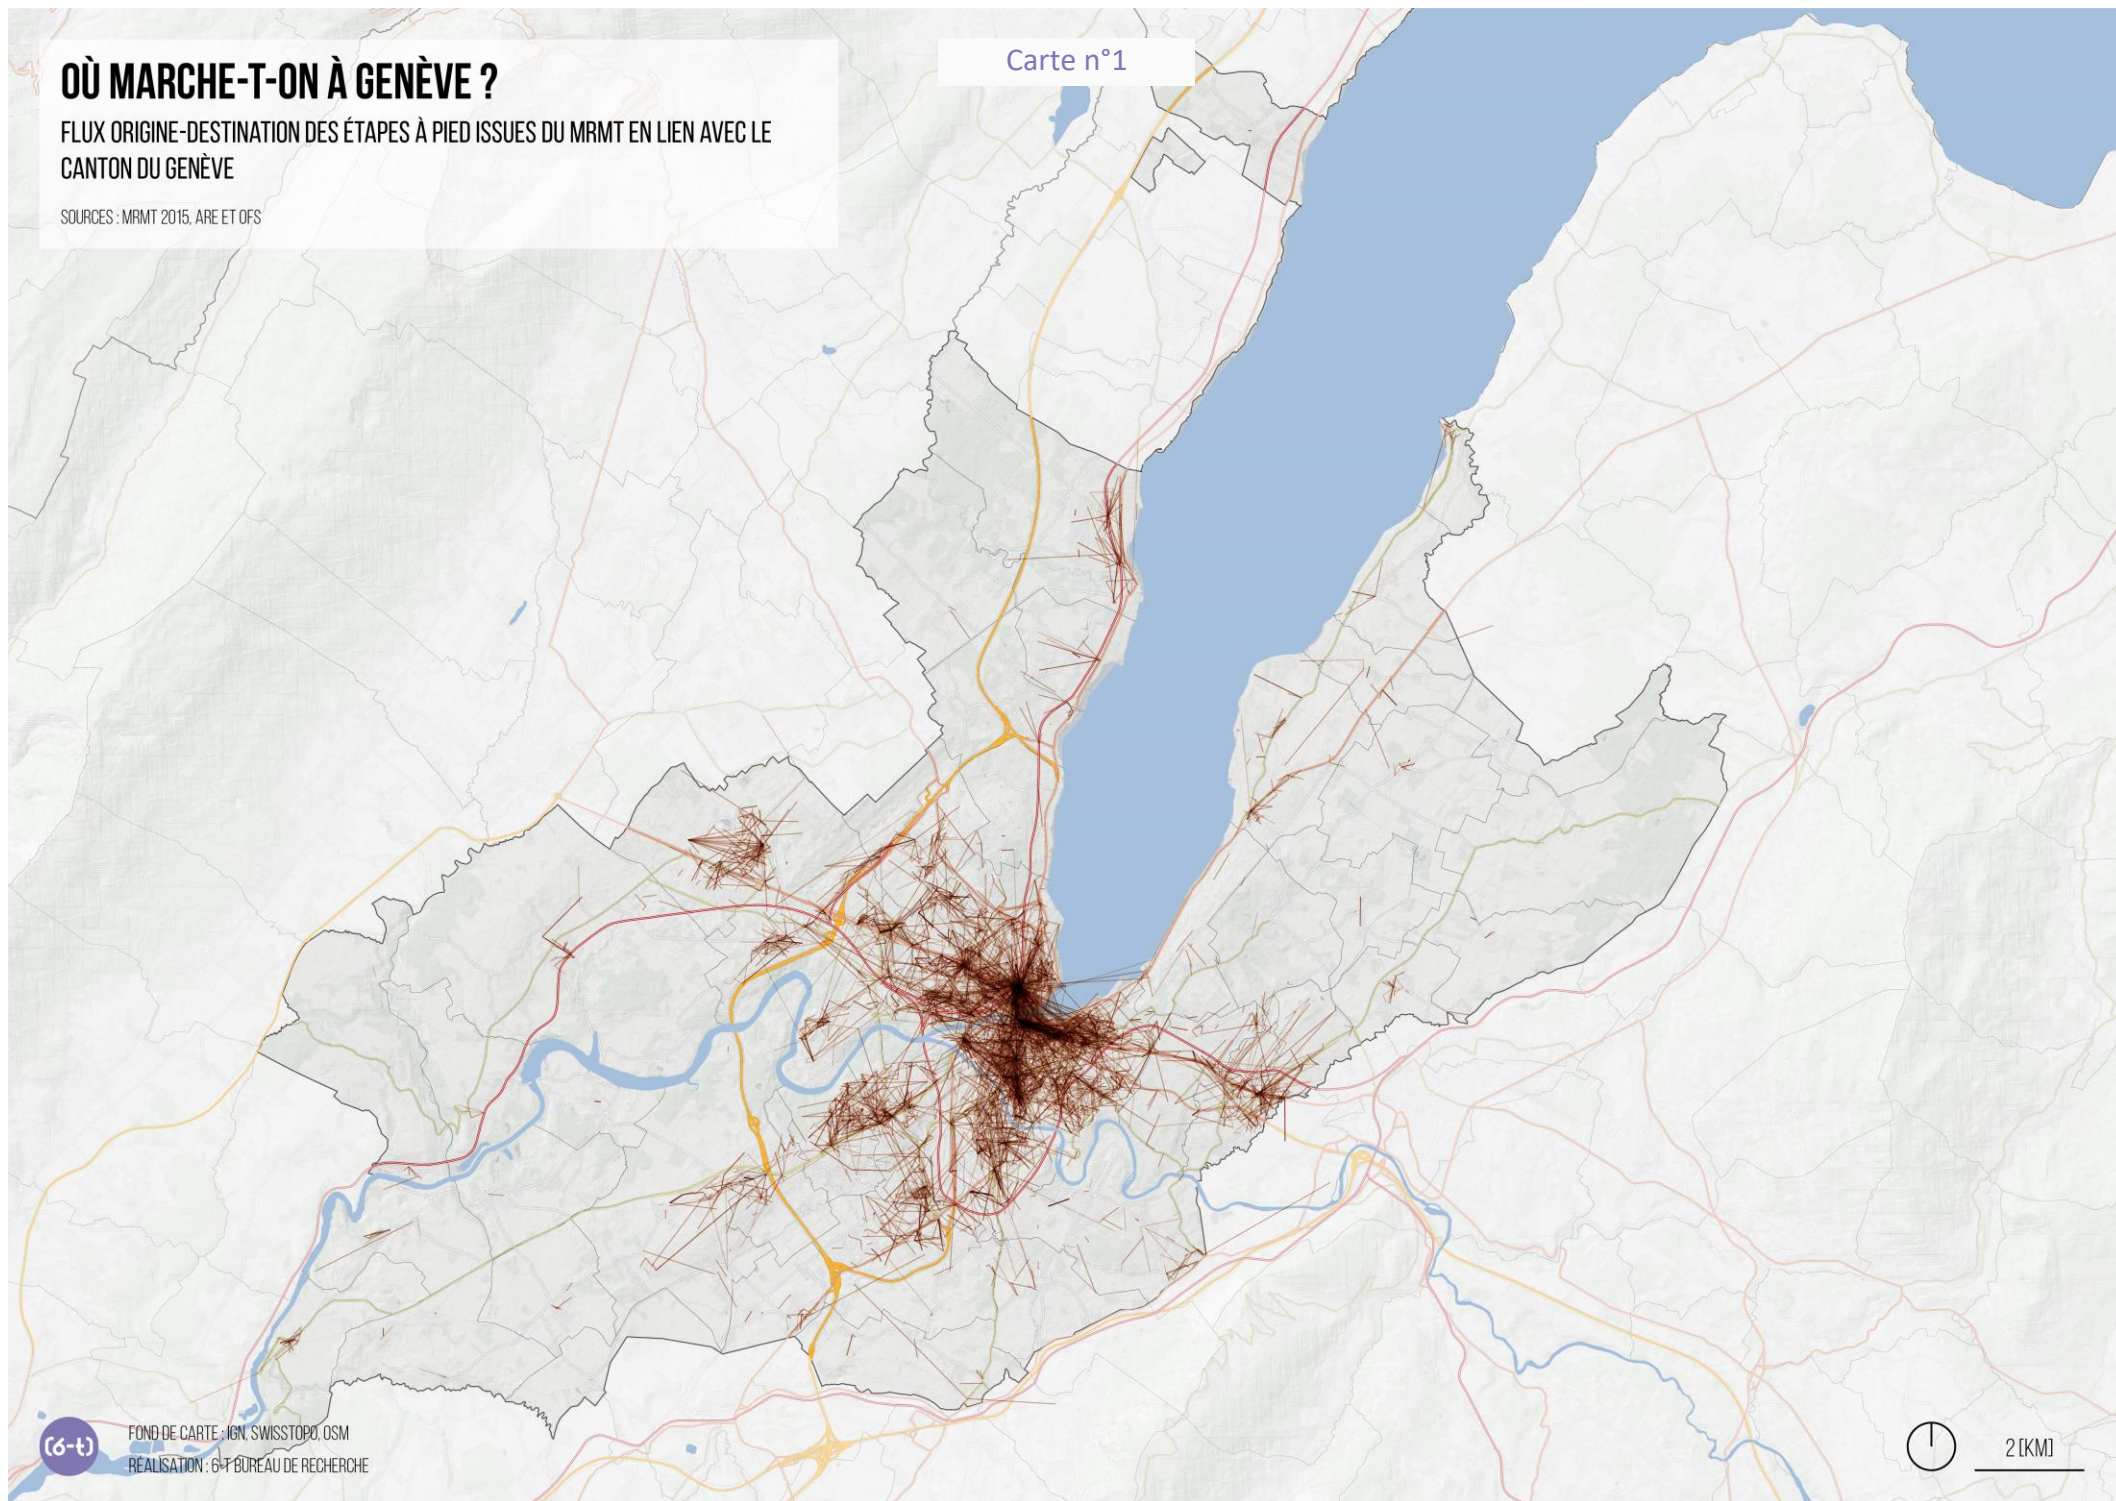 Carte n°1
OÙ MARCHE-T-ON À GENÈVE ?
FLUX ORIGINE-DESTINATION DES ÉTAPES À PIED ISSUES DU MRMT EN LIEN AVEC LE
CANTON DU GENÈVE
SOURCES : MRMT 2015, ARE ET OFS
(6-t)
FOND DE CARTE : IGN, SWISSTOPO, OSM
RÉALISATION : 6-T BUREAU DE RECHERCHE
2 [KM]